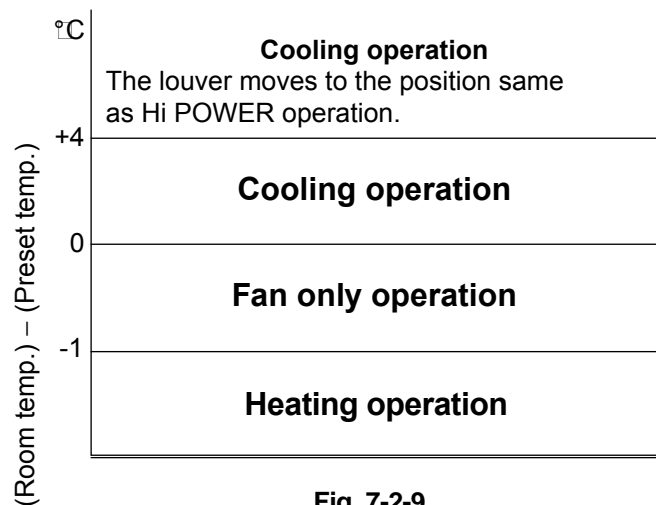 °C
Cooling operation
The louver moves to the position same
as Hi POWER operation.
+4
Cooling operation
0
Fan only operation
-1
Heating operation
(Room temp.) – (Preset temp.)
Fig. 7-2-9